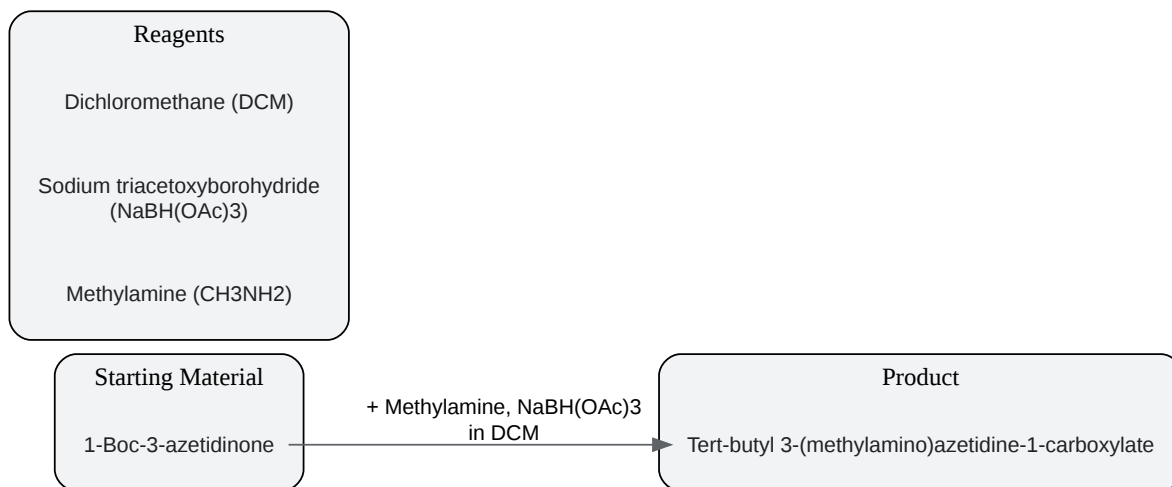 Reagents
Dichloromethane (DCM)
Sodium triacetoxyborohydride
(NaBH(OAc)3)
Methylamine (CH3NH2)
Starting Material
1-Boc-3-azetidinone
+ Methylamine, NaBH(OAc)3
in DCM
Product
Tert-butyl 3-(methylamino)azetidine-1-carboxylate